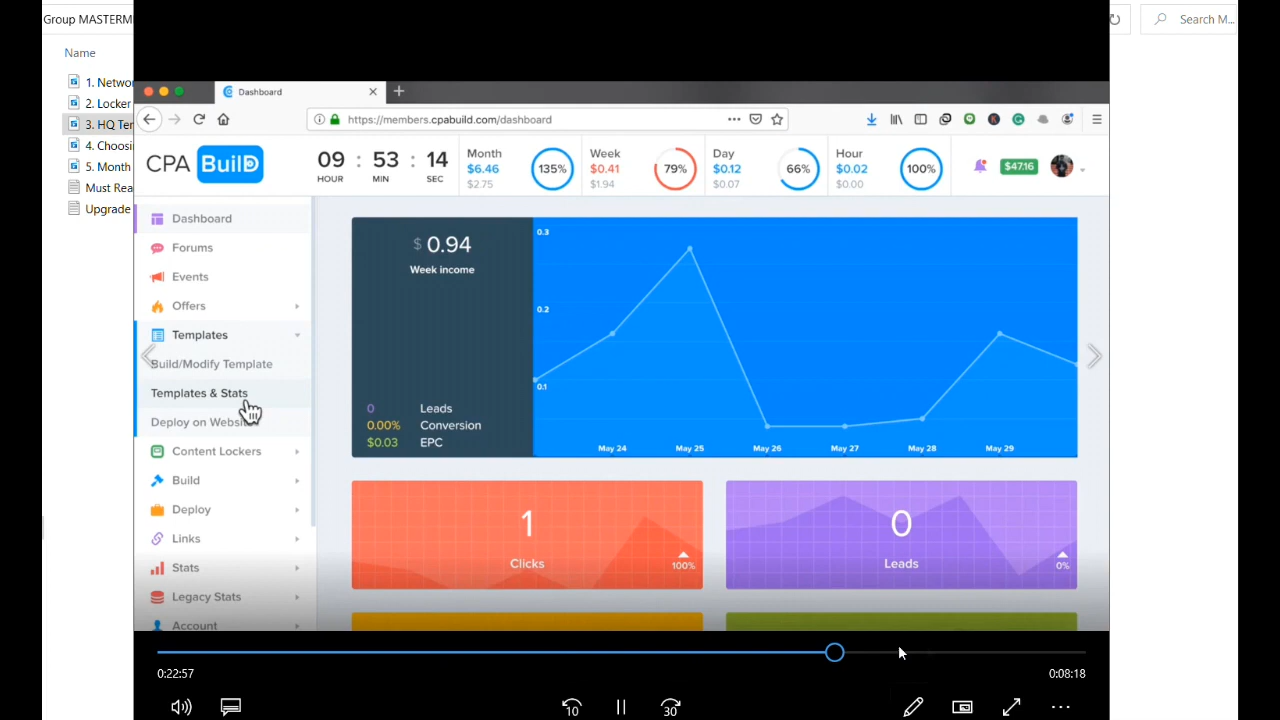 Group MASTERM
Search M...
Name
1. Netwo
2. Locker
3. HQ Te
4. Choosi
5. Month
Must Rea
Upgrade
Dashboard
https://members.cpabuild.com/dashboard
CPA Build
09 : 53 : 14
HOUR MIN SEC
Month
$6.46
$2.75
135%
Week
$0.41
$1.94
79%
Day
$0.12
$0.07
66%
Hour
$0.02
$0.00
100%
$47.16
Dashboard
Forums
Events
Offers
Templates
Build/Modify Template
Templates & Stats
Deploy on Websi
Content Lockers
Build
Deploy
Links
Stats
Legacy Stats
Account
$ 0.94
Week income
0 Leads
0.00% Conversion
$0.03 EPC
0.3
0.2
0.1
May 24 May 25 May 26 May 27 May 28 May 29
1
Clicks
100%
0
Leads
0%
0:22:57
0:08:18
10
30